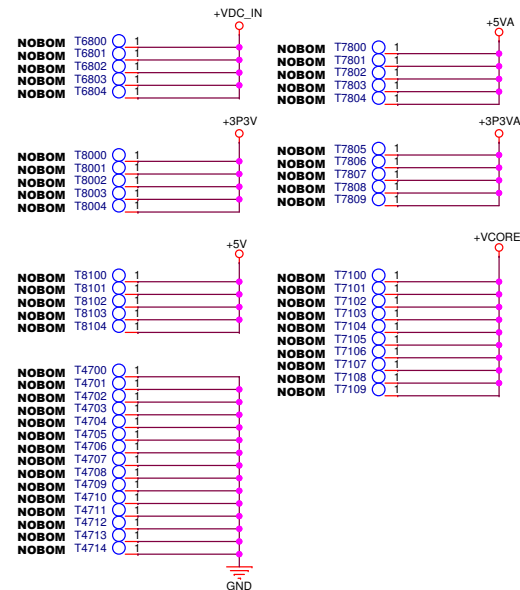 +VDC_IN
NOBOM T6800 1
NOBOM T6801 1
NOBOM T6802 1
NOBOM T6803 1
NOBOM T6804 1
+5VA
NOBOM T7800 1
NOBOM T7801 1
NOBOM T7802 1
NOBOM T7803 1
NOBOM T7804 1
+3P3V
NOBOM T8000 1
NOBOM T8001 1
NOBOM T8002 1
NOBOM T8003 1
NOBOM T8004 1
+3P3VA
NOBOM T7805 1
NOBOM T7806 1
NOBOM T7807 1
NOBOM T7808 1
NOBOM T7809 1
+5V
NOBOM T8100 1
NOBOM T8101 1
NOBOM T8102 1
NOBOM T8103 1
NOBOM T8104 1
+VCORE
NOBOM T7100 1
NOBOM T7101 1
NOBOM T7102 1
NOBOM T7103 1
NOBOM T7104 1
NOBOM T7105 1
NOBOM T7106 1
NOBOM T7107 1
NOBOM T7108 1
NOBOM T7109 1
NOBOM T4700 1
NOBOM T4701 1
NOBOM T4702 1
NOBOM T4703 1
NOBOM T4704 1
NOBOM T4705 1
NOBOM T4706 1
NOBOM T4707 1
NOBOM T4708 1
NOBOM T4709 1
NOBOM T4710 1
NOBOM T4711 1
NOBOM T4712 1
NOBOM T4713 1
NOBOM T4714 1
GND